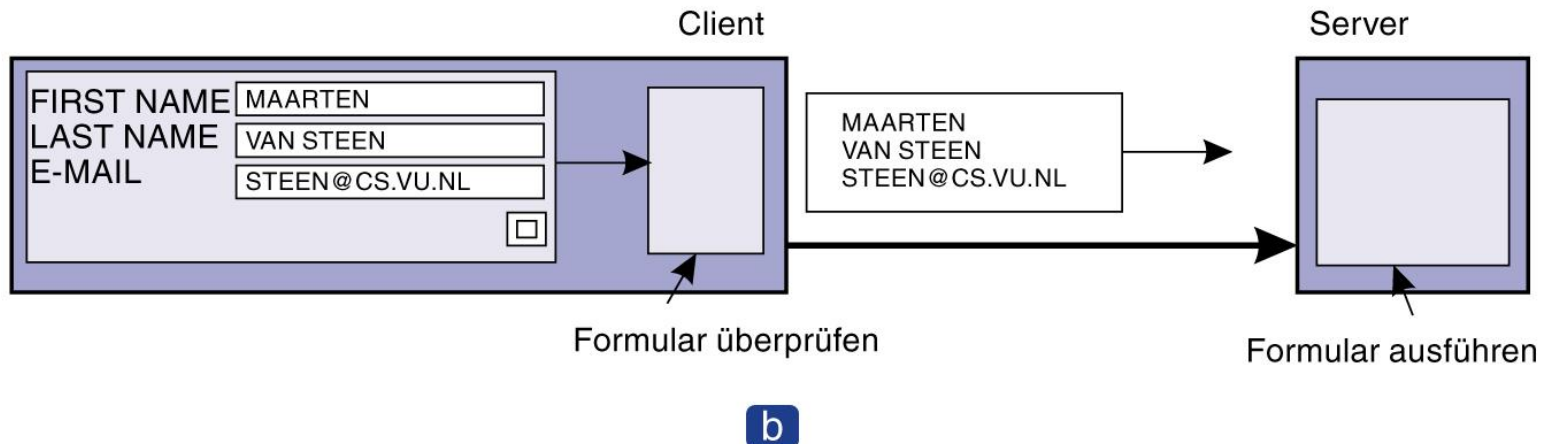 Client
Server
FIRST NAME MAARTEN
LAST NAME VAN STEEN
E-MAIL STEEN@CS.VU.NL
MAARTEN
VAN STEEN
STEEN@CS.VU.NL
Formular überprüfen
Formular ausführen
b